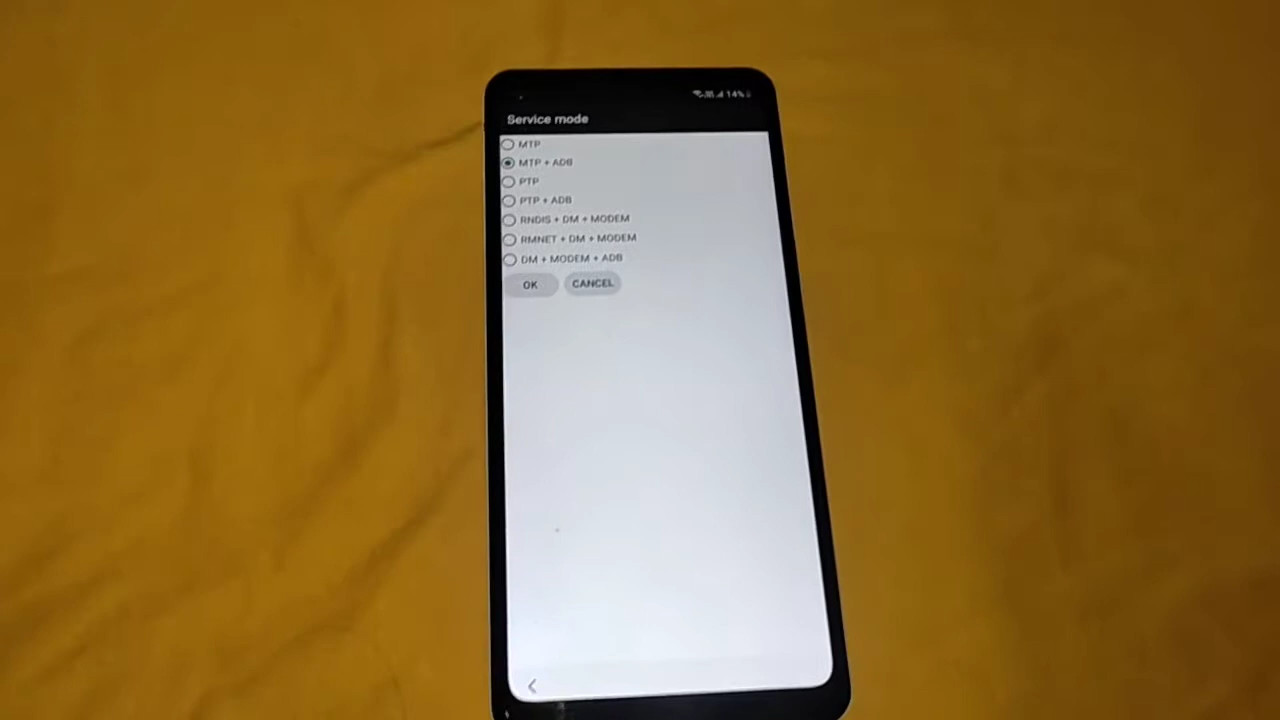 14%
Service mode
MTP
MTP + ADB
PTP
PTP + ADB
RNDIS + DM + MODEM
RMNET + DM + MODEM
DM + MODEM + ADB
OK CANCEL